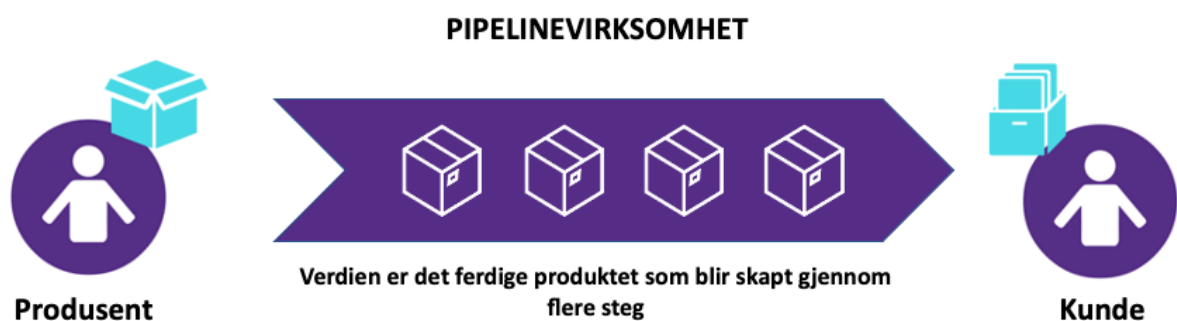 PIPELINEVIRKSOMHET
Verdien er det ferdige produktet som blir skapt gjennom
flere steg
Produsent
Kunde